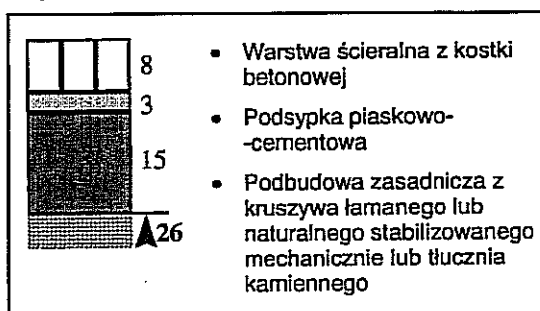 8
3
15
26
• Warstwa ścieralna z kostki
betonowej
• Podsypka piaskowo-
-cementowa
• Podbudowa zasadnicza z
kruszywa łamanego lub
naturalnego stabilizowanego
mechanicznie lub tłucznia
kamiennego